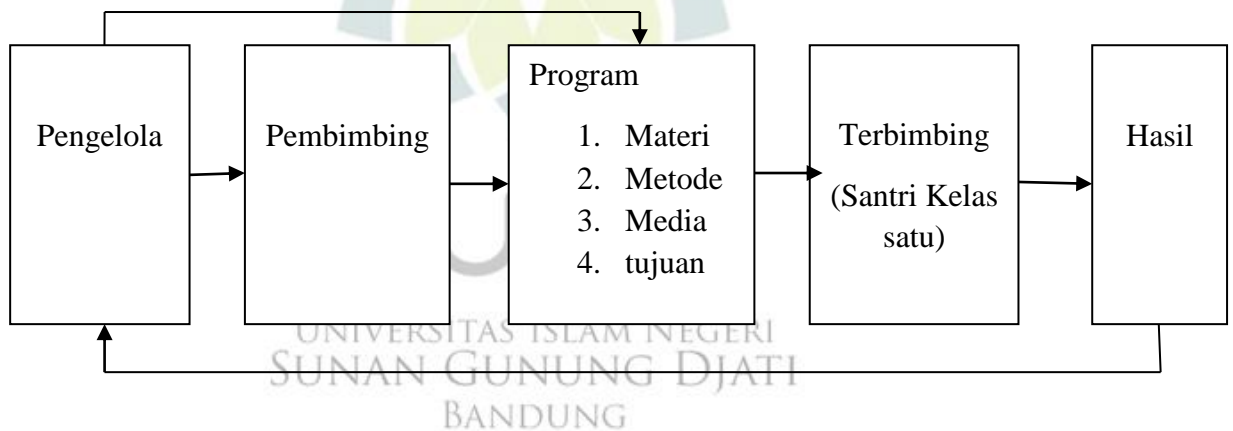 Pengelola
Pembimbing
Program
1. Materi
2. Metode
3. Media
4. tujuan
Terbimbing
(Santri Kelas
satu)
Hasil
UNIVERSITAS ISLAM NEGERI
SUNAN GUNUNG DJATI
BANDUNG